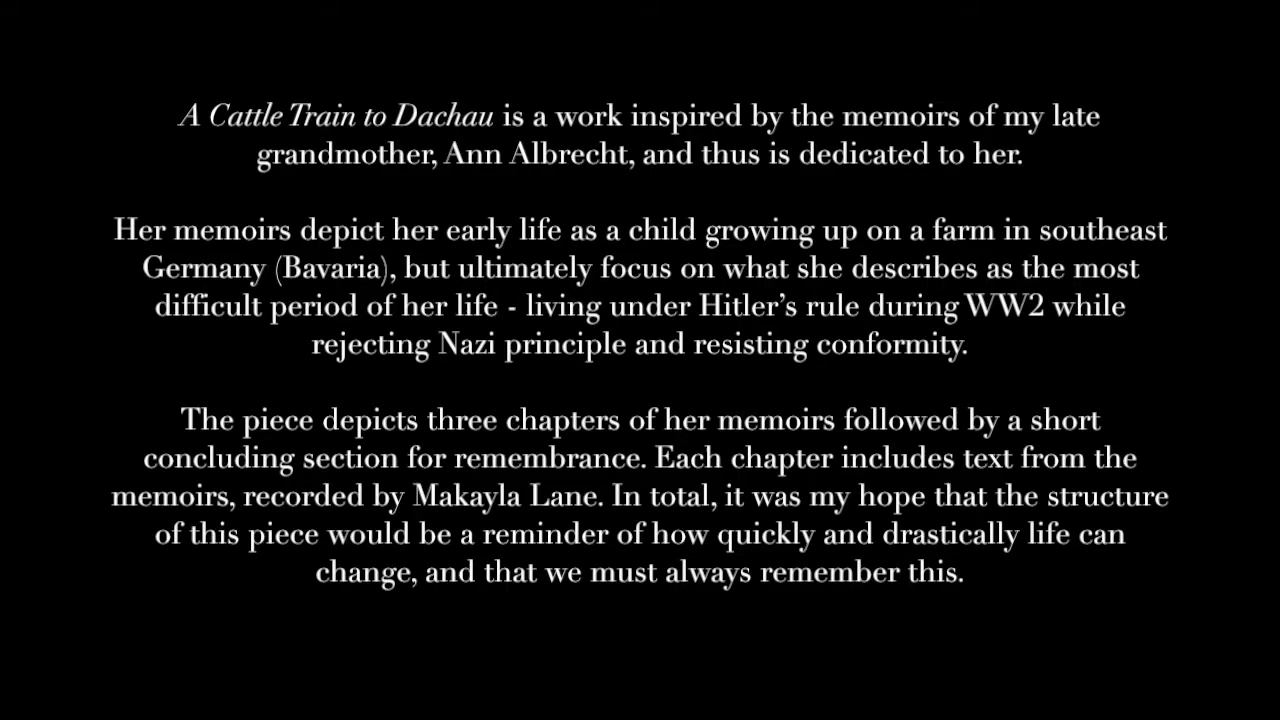 A Cattle Train to Dachau is a work inspired by the memoirs of my late
grandmother, Ann Albrecht, and thus is dedicated to her.
Her memoirs depict her early life as a child growing up on a farm in southeast
Germany (Bavaria), but ultimately focus on what she describes as the most
difficult period of her life - living under Hitler’s rule during WW2 while
rejecting Nazi principle and resisting conformity.
The piece depicts three chapters of her memoirs followed by a short
concluding section for remembrance. Each chapter includes text from the
memoirs, recorded by Makayla Lane. In total, it was my hope that the structure
of this piece would be a reminder of how quickly and drastically life can
change, and that we must always remember this.